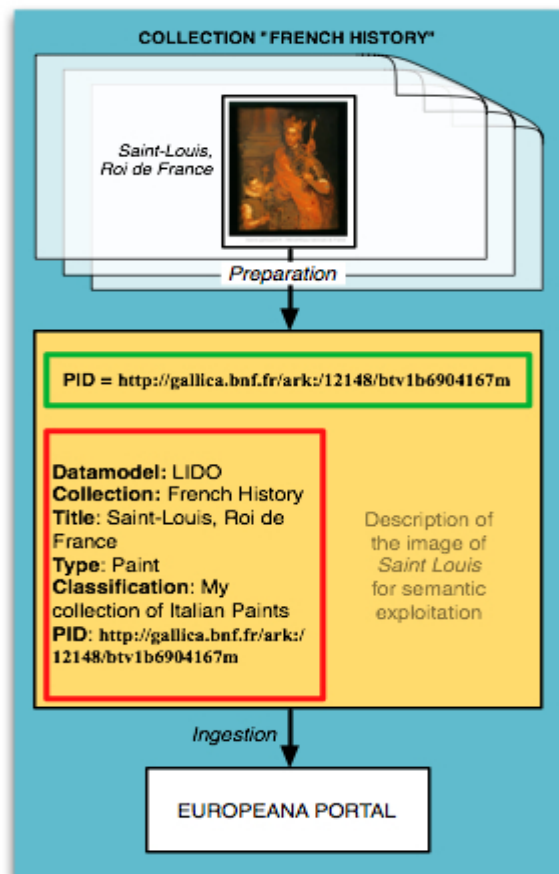 COLLECTION "FRENCH HISTORY"
Saint-Louis,
Roi de France
Preparation
PID = http://gallica.bnf.fr/ark:/12148/btv1b6904167m
Datamodel: LIDO
Collection: French History
Title: Saint-Louis, Roi de
France
Type: Paint
Classification: My
collection of Italian Paints
PID: http://gallica.bnf.fr/ark:/
12148/btv1b6904167m
Description of
the image of
Saint Louis
for semantic
exploitation
Ingestion
EUROPEANA PORTAL